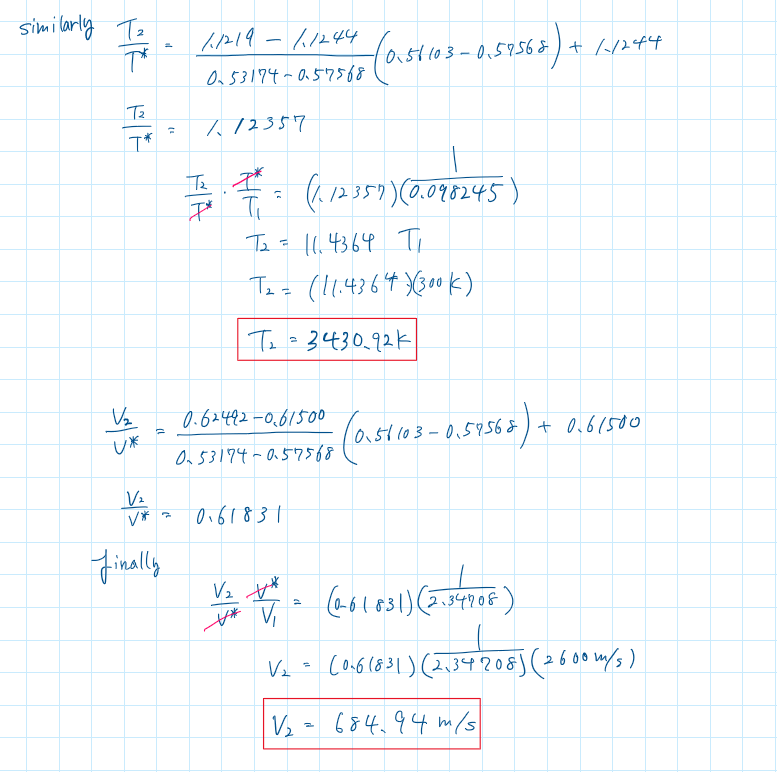 similarly T₂/T* = (1.1219 - 1.1244)/(0.53174 - 0.57568) (0.56103 - 0.57568) + 1.1244
T₂/T* = 1.12357
T₂/T* · T*/T₁ = (1.12357)(1/0.098245)
T₂ = 11.4364 T₁
T₂ = (11.4364)(300K)
T₂ = 3430.92K
V₂/V* = (0.62492 - 0.61500)/(0.53174 - 0.57568) (0.56103 - 0.57568) + 0.61500
V₂/V* = 0.61831
finally
V₂/V* V*/V₁ = (0.61831)(1/2.34708)
V₂ = (0.61831)(1/2.34708)(2600 m/s)
V₂ = 684.94 m/s